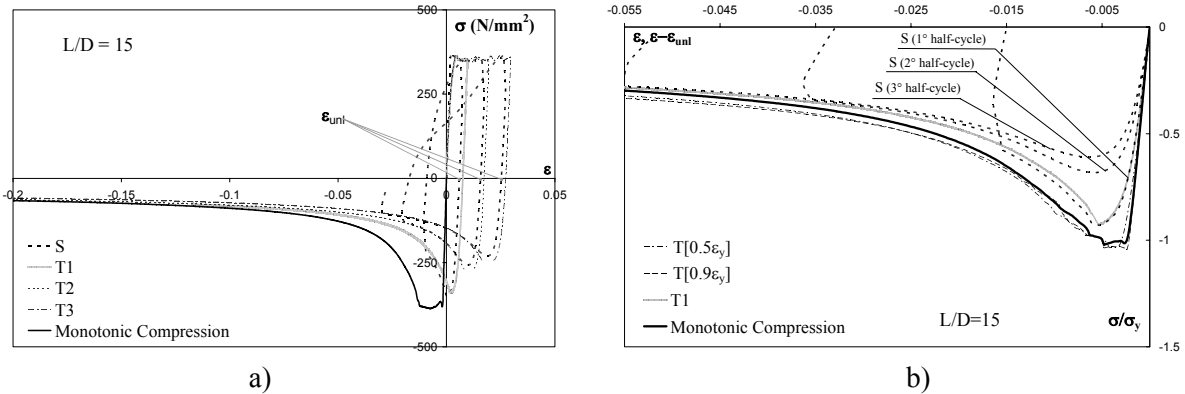 500
σ (N/mm²)
L/D = 15
250
ε_unl
0
ε
-0.2
-0.15
-0.1
-0.05
0
0.05
-250
S
T1
T2
T3
Monotonic Compression
-500
a)
-0.055
-0.045
-0.035
-0.025
-0.015
-0.005
0
ε, ε−ε_unl
S (1° half-cycle)
S (2° half-cycle)
S (3° half-cycle)
-0.5
-1
T[0.5ε_y]
T[0.9ε_y]
T1
Monotonic Compression
L/D=15
σ/σ_y
-1.5
b)